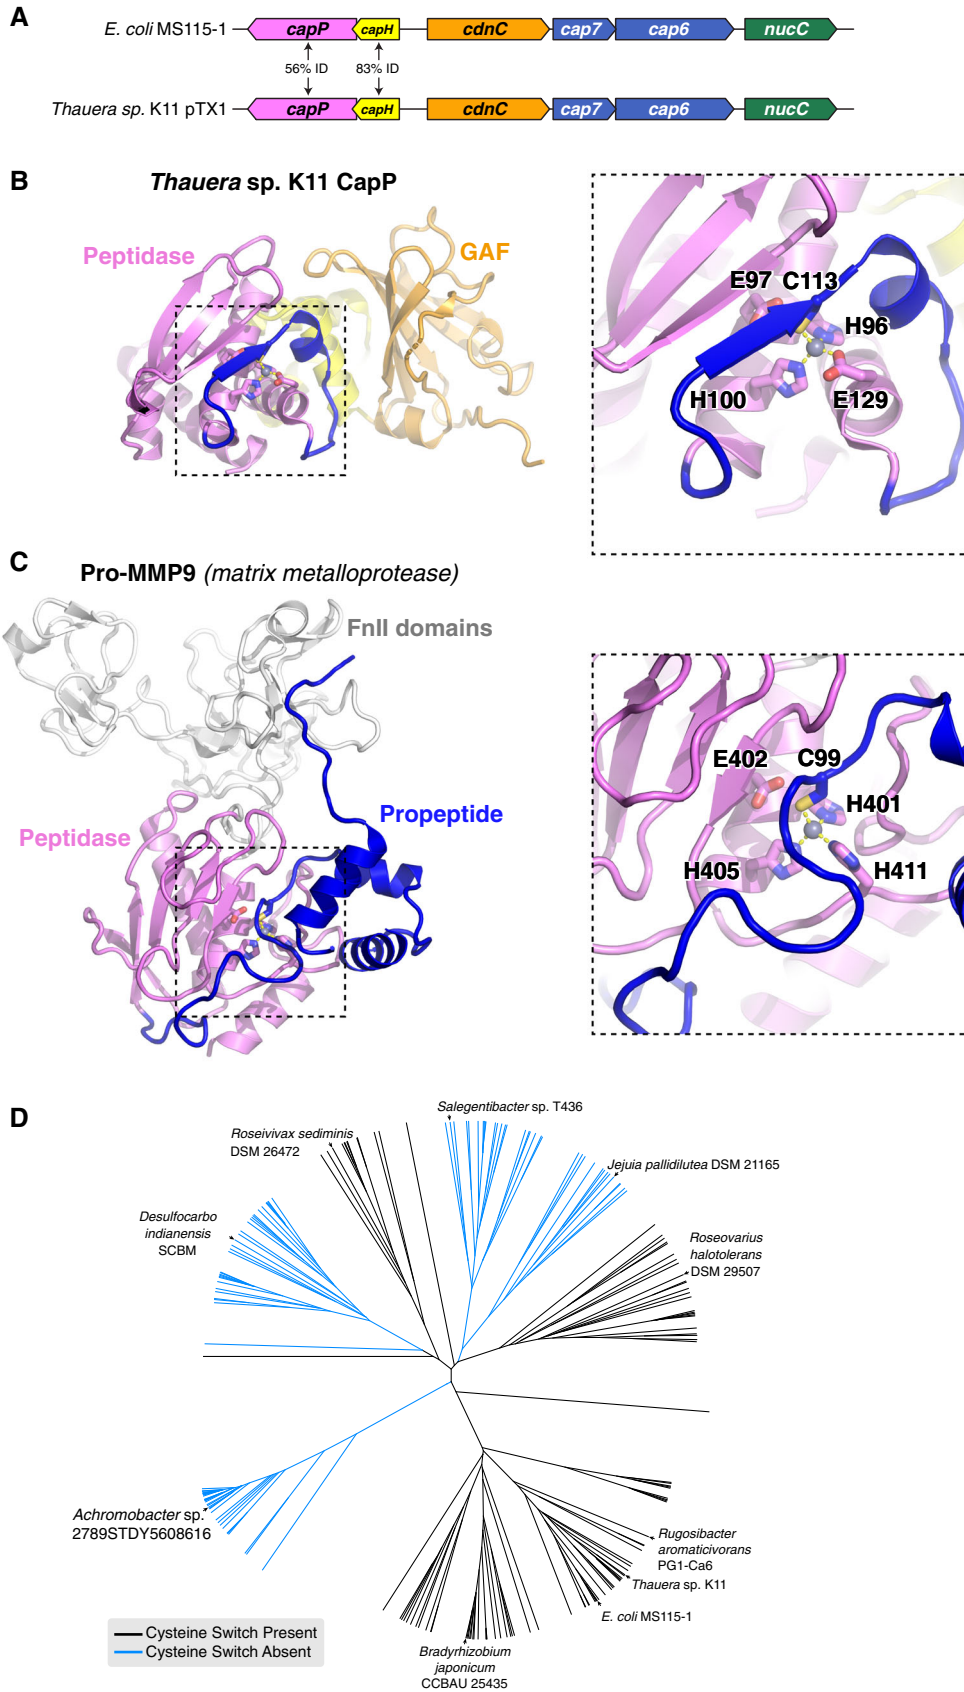 A
E. coli MS115-1
capP
capH
cdnC
cap7
cap6
nucC
56% ID
83% ID
Thauera sp. K11 pTX1
capP
capH
cdnC
cap7
cap6
nucC
B
Thauera sp. K11 CapP
Peptidase
GAF
E97
C113
H96
H100
E129
C
Pro-MMP9 (matrix metalloprotease)
FnII domains
Peptidase
Propeptide
E402
C99
H401
H405
H411
D
Salegentibacter sp. T436
Roseivivax sediminis
DSM 26472
Jejuia pallidilutea DSM 21165
Desulfocarbo
indianensis
SCBM
Roseovarius
halotolerans
DSM 29507
Achromobacter sp.
2789STDY5608616
Rugosibacter
aromaticivorans
PG1-Ca6
Thauera sp. K11
E. coli MS115-1
Bradyrhizobium
japonicum
CCBAU 25435
Cysteine Switch Present
Cysteine Switch Absent